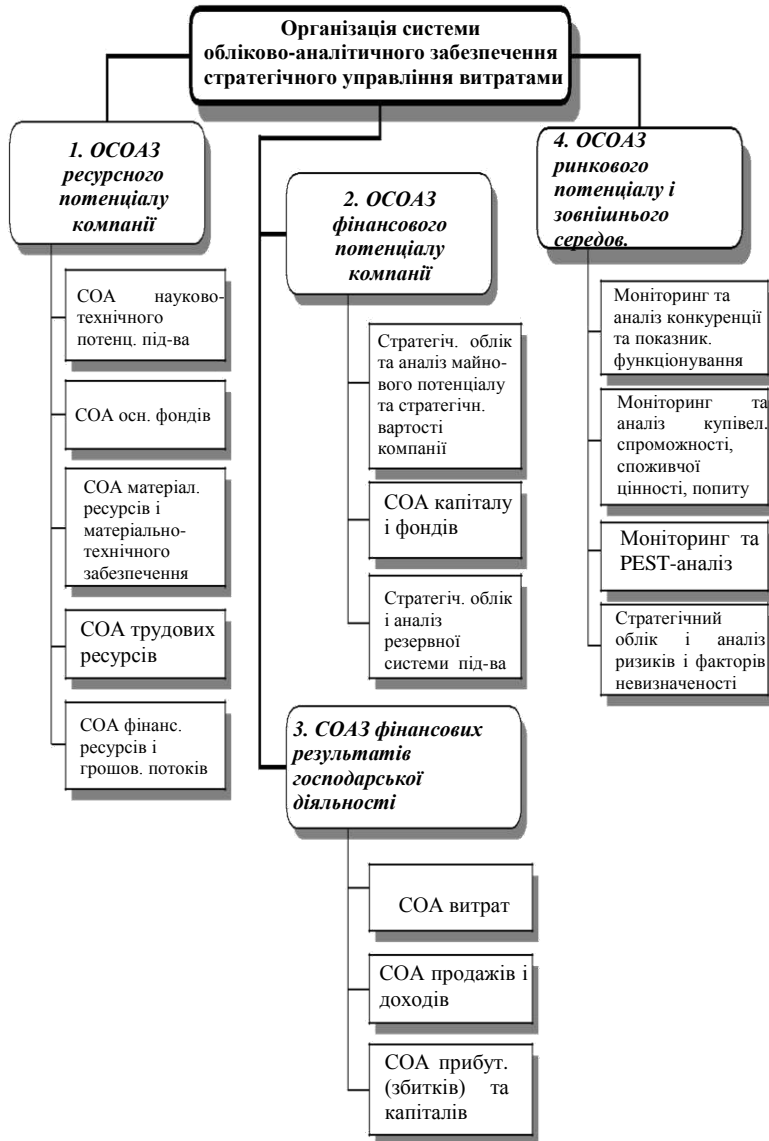 Організація системи
обліково-аналітичного забезпечення
стратегічного управління витратами
1. ОСОАЗ
ресурсного
потенціалу
компанії
СОА науково-
технічного
потенц. під-ва
СОА осн. фондів
СОА матеріал.
ресурсів і
матеріально-
технічного
забезпечення
СОА трудових
ресурсів
СОА фінанс.
ресурсів і
грошов. потоків
2. ОСОАЗ
фінансового
потенціалу
компанії
Стратегіч. облік
та аналіз майно-
вого потенціалу
та стратегічн.
вартості
компанії
СОА капіталу
і фондів
Стратегіч. облік
і аналіз
резервної
системи під-ва
3. СОАЗ фінансових
результатів
господарської
діяльності
СОА витрат
СОА продажів і
доходів
СОА прибут.
(збитків) та
капіталів
4. ОСОАЗ
ринкового
потенціалу і
зовнішнього
середов.
Моніторинг та
аналіз конкуренції
та показник.
функціонування
Моніторинг та
аналіз купівел.
спроможності,
споживчої
цінності, попиту
Моніторинг та
PEST-аналіз
Стратегічний
облік і аналіз
ризиків і факторів
невизначеності